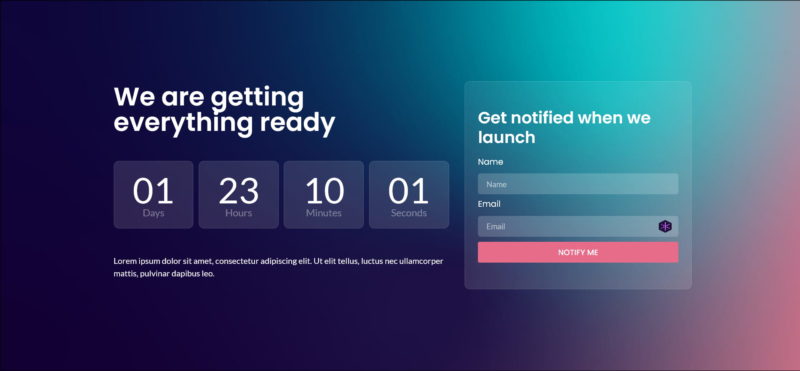 We are getting
everything ready
01 23 10 01
Days Hours Minutes Seconds
Lorem ipsum dolor sit amet, consectetur adipiscing elit. Ut elit tellus, luctus nec ullamcorper
mattis, pulvinar dapibus leo.
Get notified when we
launch
Name
Name
Email
Email
NOTIFY ME